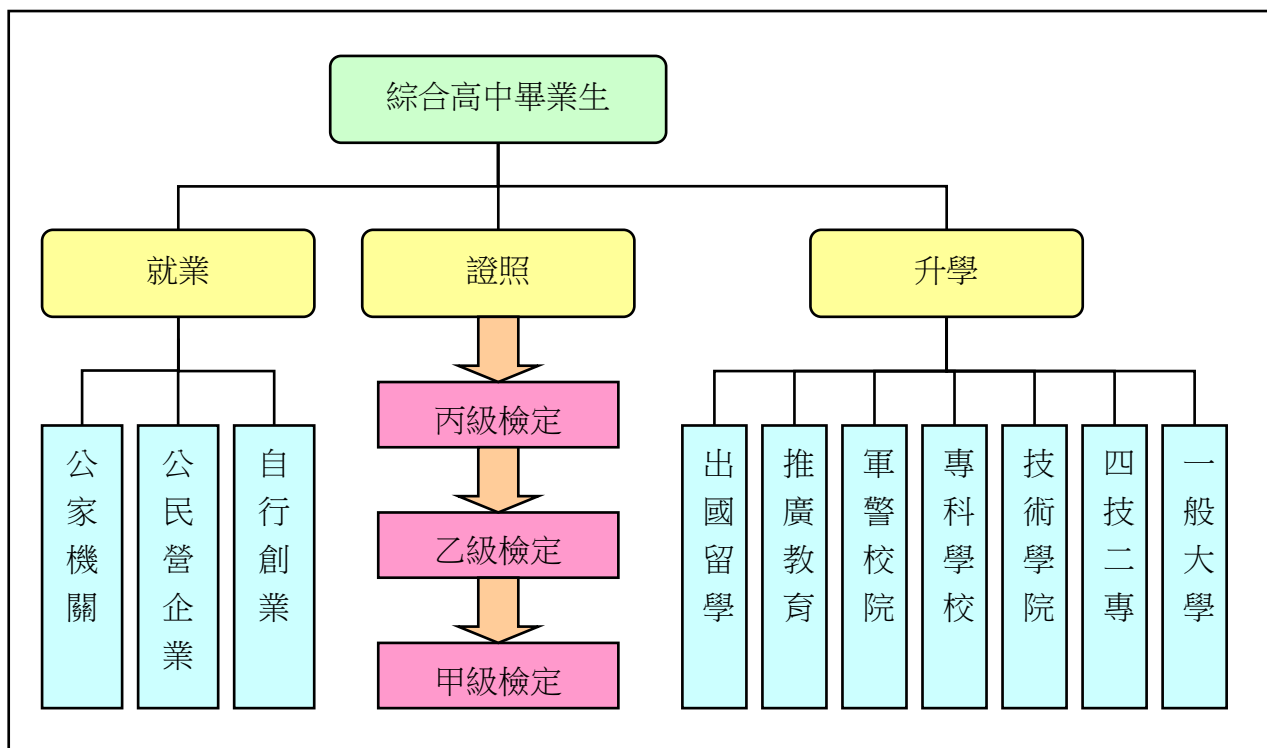 綜合高中畢業生
就業
證照
升學
丙級檢定
乙級檢定
甲級檢定
公家機關
公民營企業
自行創業
出國留學
推廣教育
軍警校院
專科學校
技術學院
四技二專
一般大學